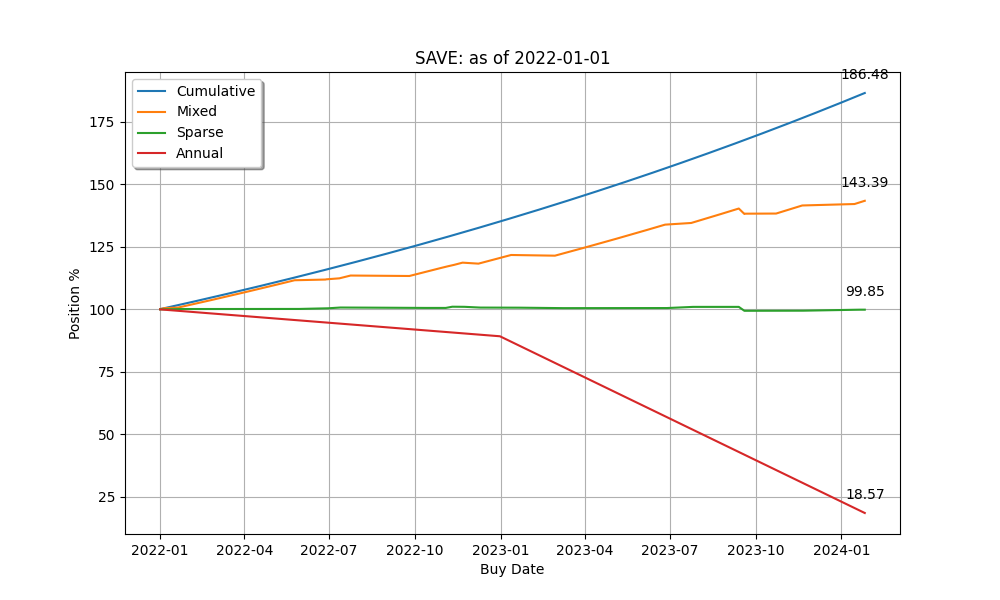 SAVE: as of 2022-01-01
Cumulative
Mixed
Sparse
Annual
186.48
143.39
99.85
18.57
Position %
175
150
125
100
75
50
25
2022-01
2022-04
2022-07
2022-10
2023-01
2023-04
2023-07
2023-10
2024-01
Buy Date